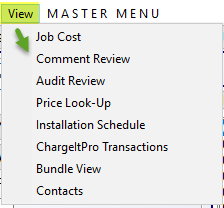 View MASTER MENU
Job Cost
Comment Review
Audit Review
Price Look-Up
Installation Schedule
ChargeItPro Transactions
Bundle View
Contacts